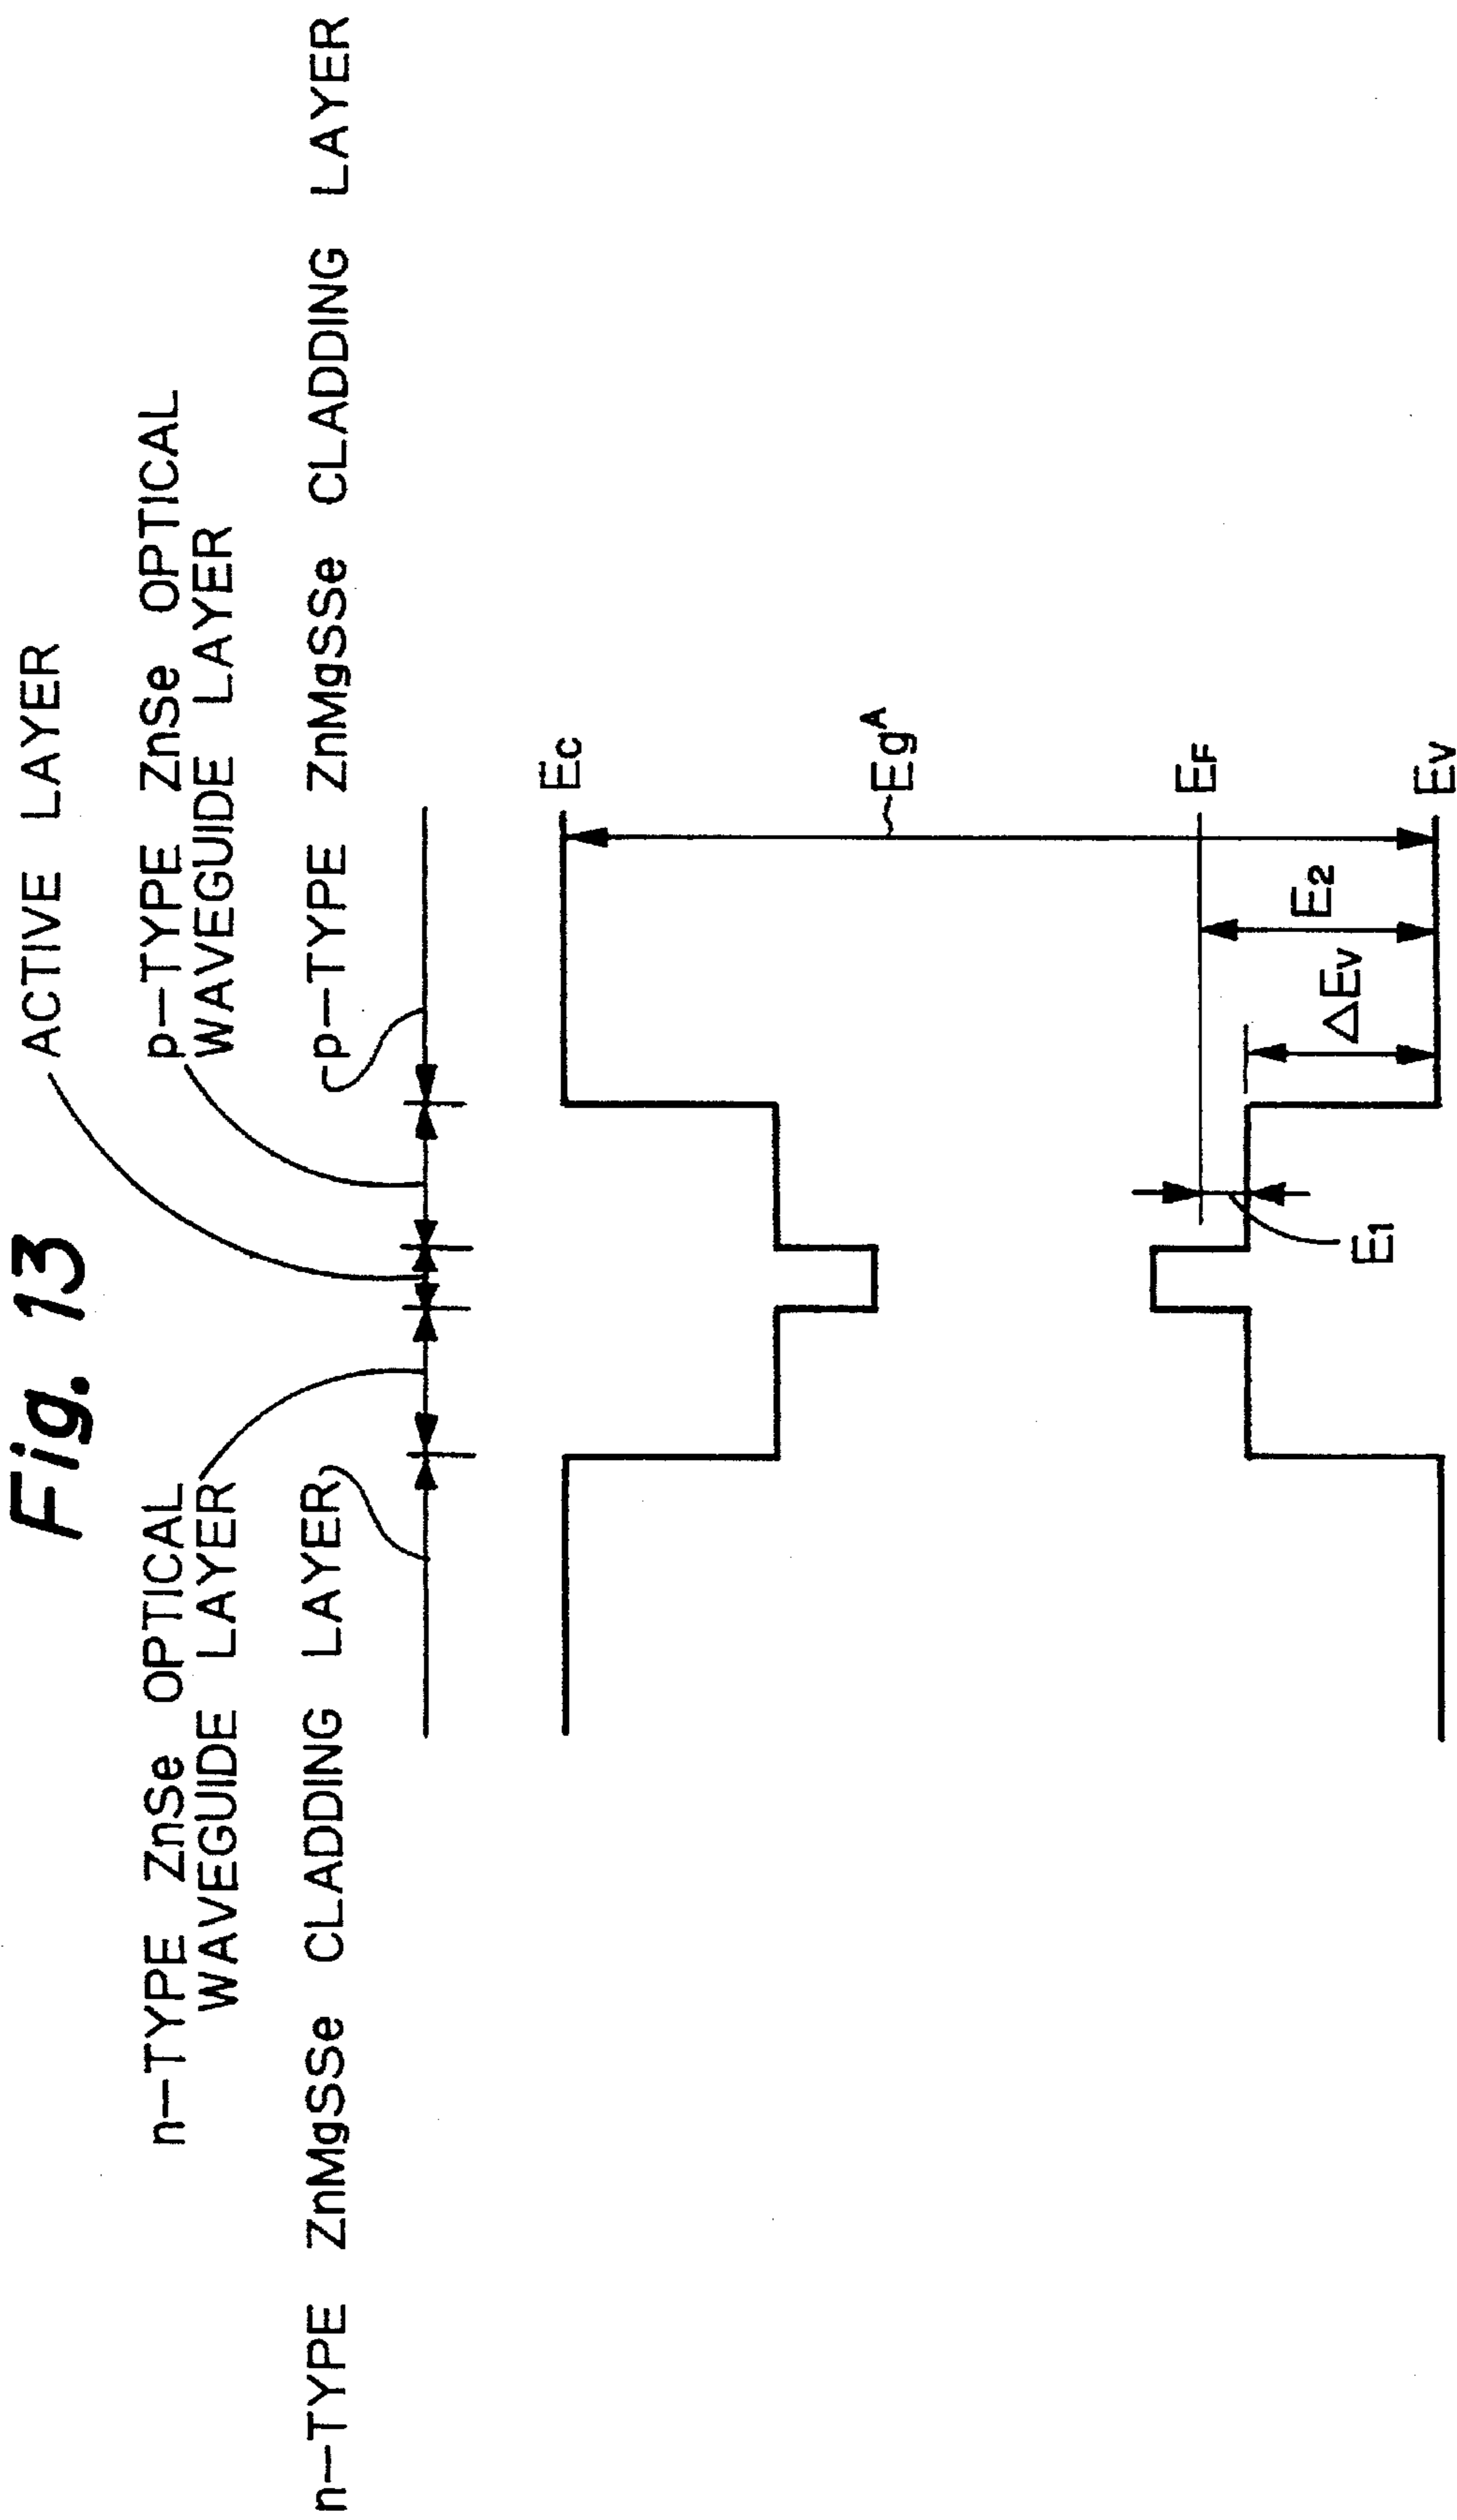 Fig. 13
ACTIVE LAYER
n-TYPE ZnSe OPTICAL
WAVEGUIDE LAYER
p-TYPE ZnSe OPTICAL
WAVEGUIDE LAYER
n-TYPE ZnMgSSe CLADDING LAYER
p-TYPE ZnMgSSe CLADDING LAYER
Ec
Eg^A
EF
E2
ΔEv
E1
Ev